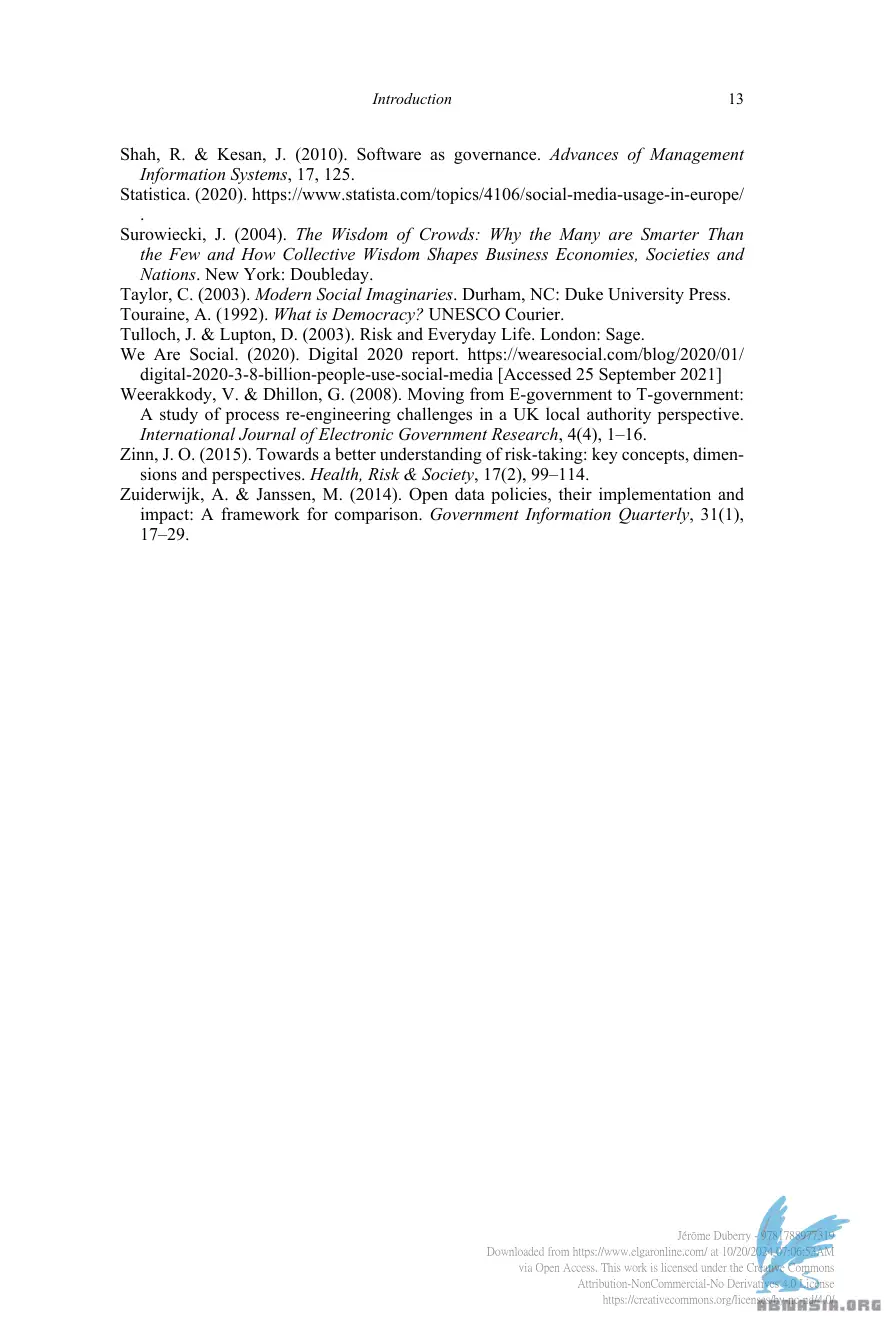 Introduction 13
Shah, R. & Kesan, J. (2010). Software as governance. Advances of Management
Information Systems, 17, 125.
Statistica. (2020). https://www.statista.com/topics/4106/social-media-usage-in-europe/
.
Surowiecki, J. (2004). The Wisdom of Crowds: Why the Many are Smarter Than
the Few and How Collective Wisdom Shapes Business Economies, Societies and
Nations. New York: Doubleday.
Taylor, C. (2003). Modern Social Imaginaries. Durham, NC: Duke University Press.
Touraine, A. (1992). What is Democracy? UNESCO Courier.
Tulloch, J. & Lupton, D. (2003). Risk and Everyday Life. London: Sage.
We Are Social. (2020). Digital 2020 report. https://wearesocial.com/blog/2020/01/
digital-2020-3-8-billion-people-use-social-media [Accessed 25 September 2021]
Weerakkody, V. & Dhillon, G. (2008). Moving from E-government to T-government:
A study of process re-engineering challenges in a UK local authority perspective.
International Journal of Electronic Government Research, 4(4), 1–16.
Zinn, J. O. (2015). Towards a better understanding of risk-taking: key concepts, dimen-
sions and perspectives. Health, Risk & Society, 17(2), 99–114.
Zuiderwijk, A. & Janssen, M. (2014). Open data policies, their implementation and
impact: A framework for comparison. Government Information Quarterly, 31(1),
17–29.
Jérôme Duberry - 9781788977319
Downloaded from https://www.elgaronline.com/ at 10/20/2024 07:06:52AM
via Open Access. This work is licensed under the Creative Commons
Attribution-NonCommercial-No Derivatives 4.0 License
https://creativecommons.org/licenses/by-nc-nd/4.0/
ABNASIA.ORG